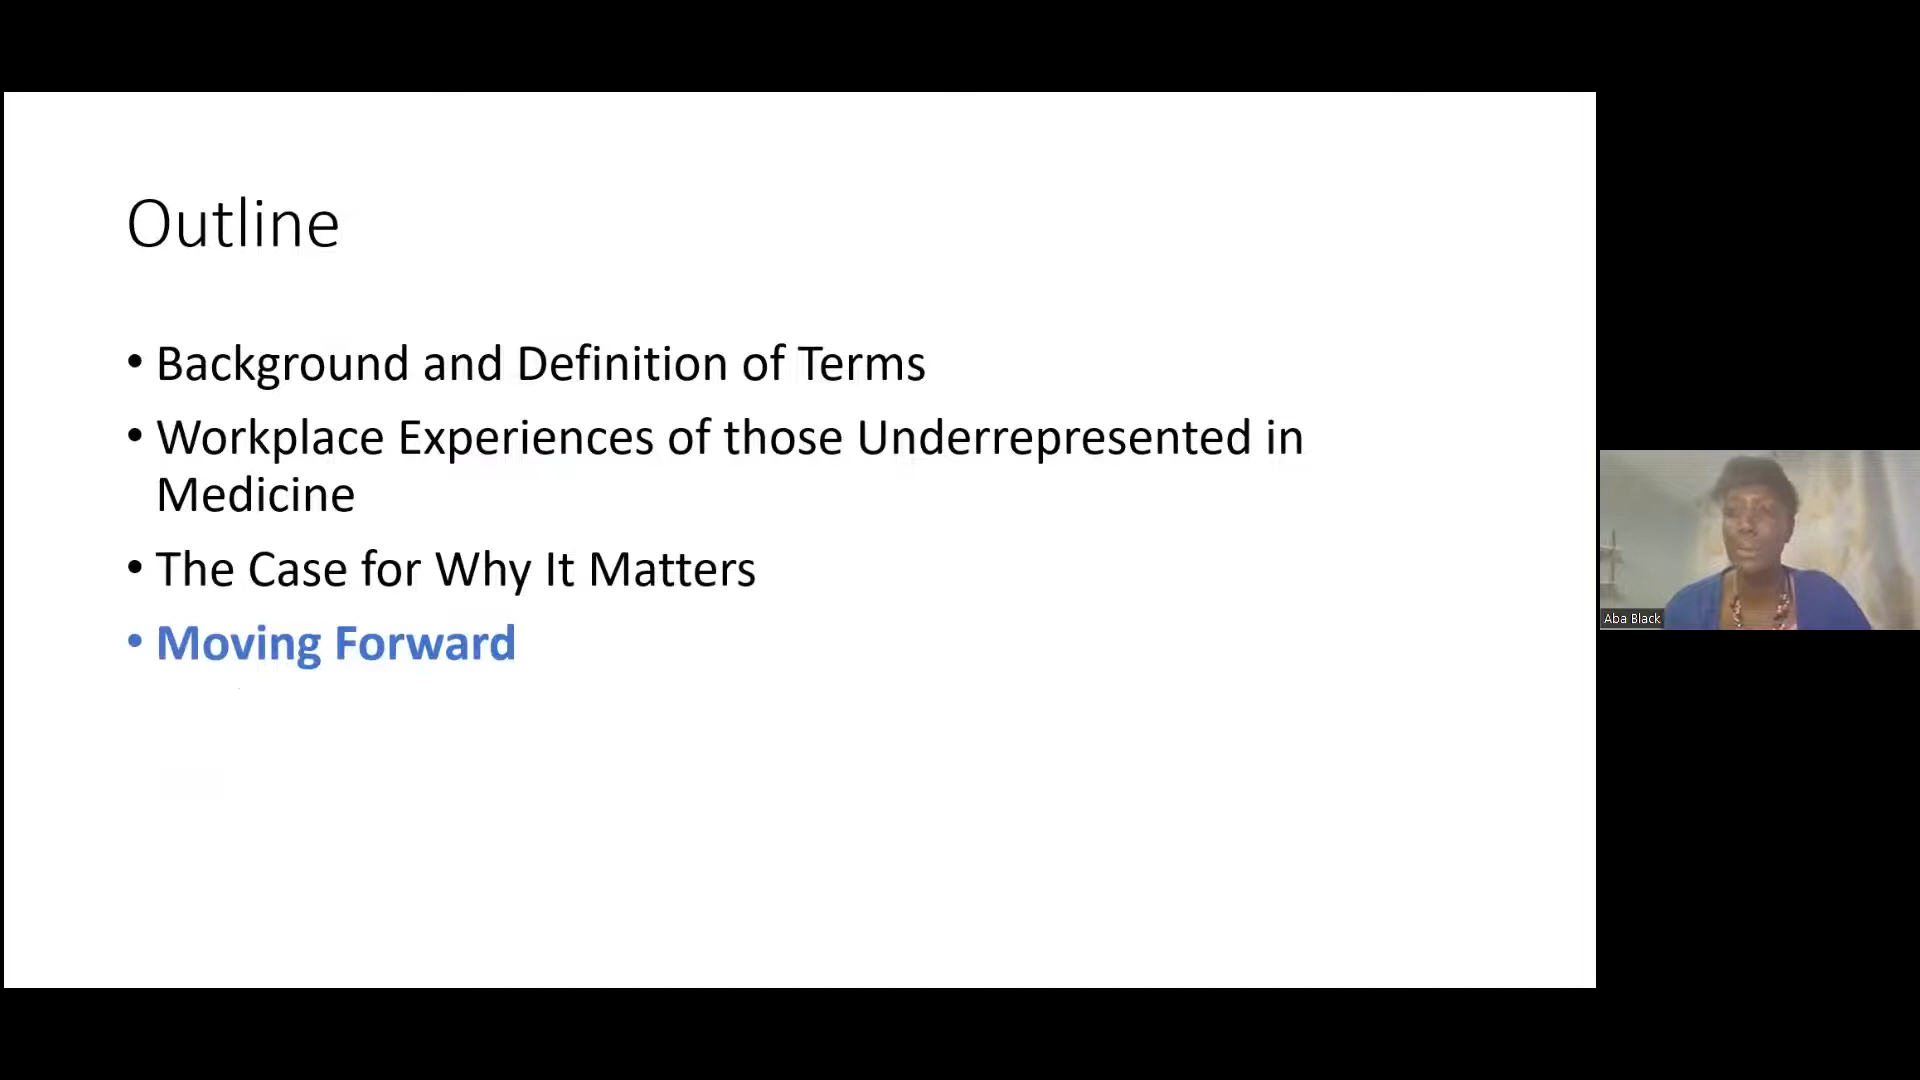 Outline
• Background and Definition of Terms
• Workplace Experiences of those Underrepresented in
Medicine
• The Case for Why It Matters
• Moving Forward
Aba Black